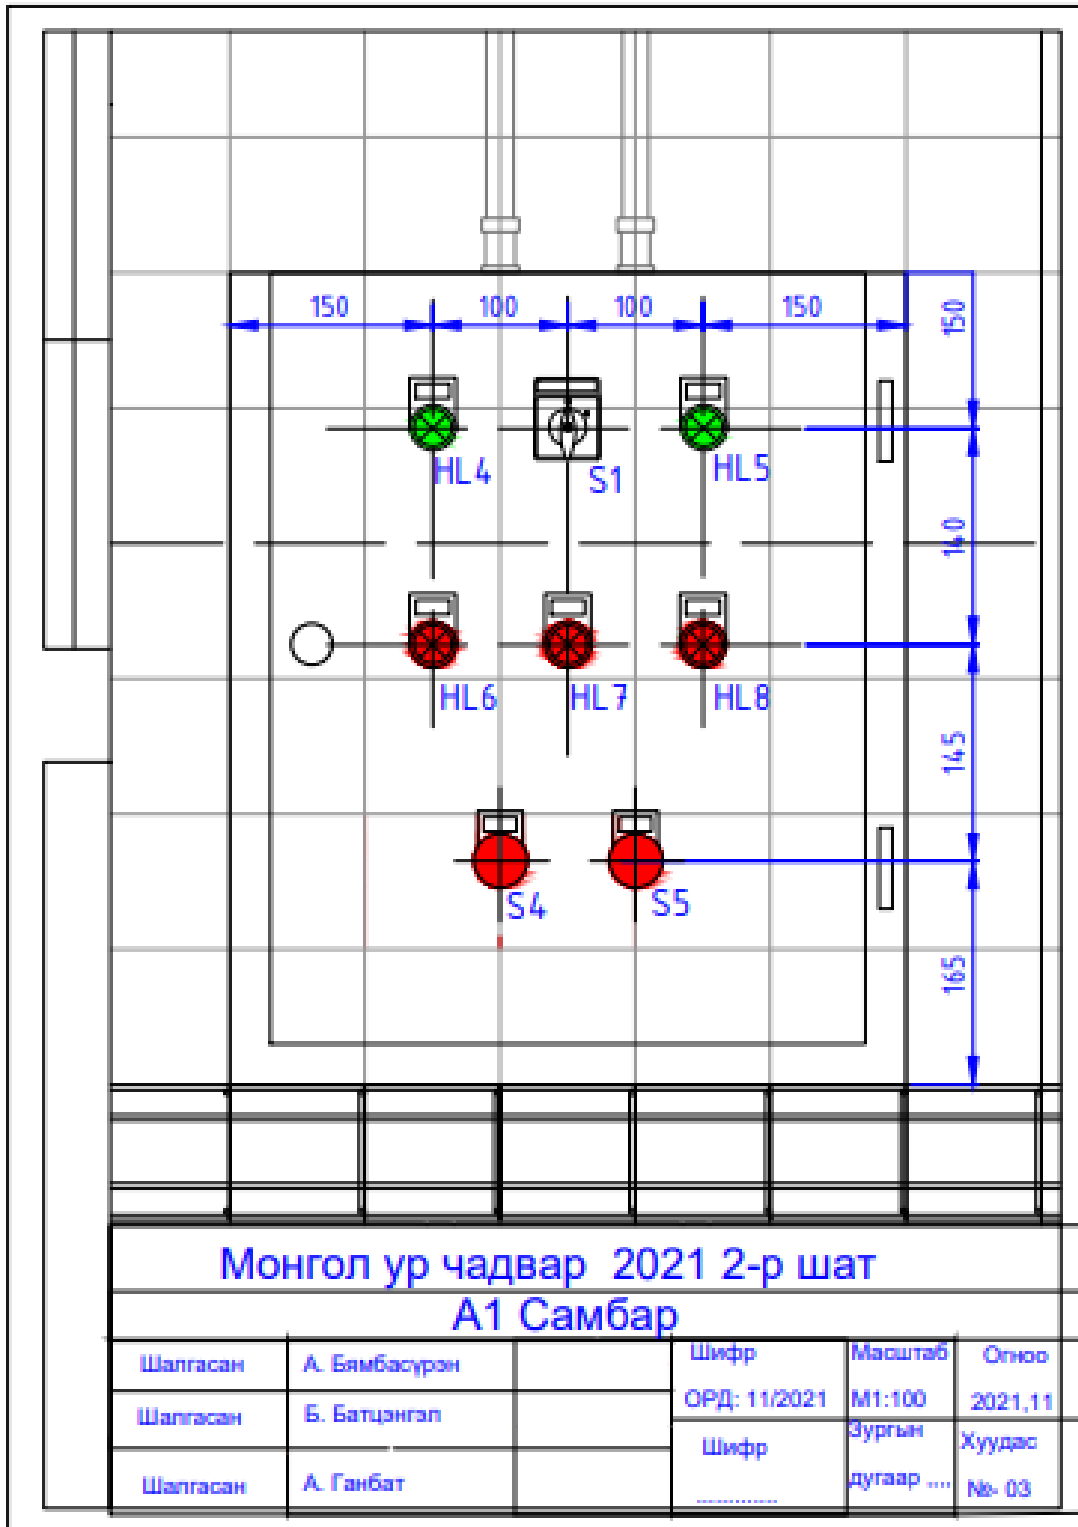 150 100 100 150
150
HL4 S1 HL5
140
HL6 HL7 HL8
145
S4 S5
165
Монгол ур чадвар 2021 2-р шат
А1 Самбар
Шалгасан А. Бямбасүрэн
Шалгасан Б. Батцэнгэл
Шалгасан А. Ганбат
Шифр Масштаб Огноо
ОРД: 11/2021 М1:100 2021,11
Шифр Зургын Хуудас
............. дугаар .... №- 03